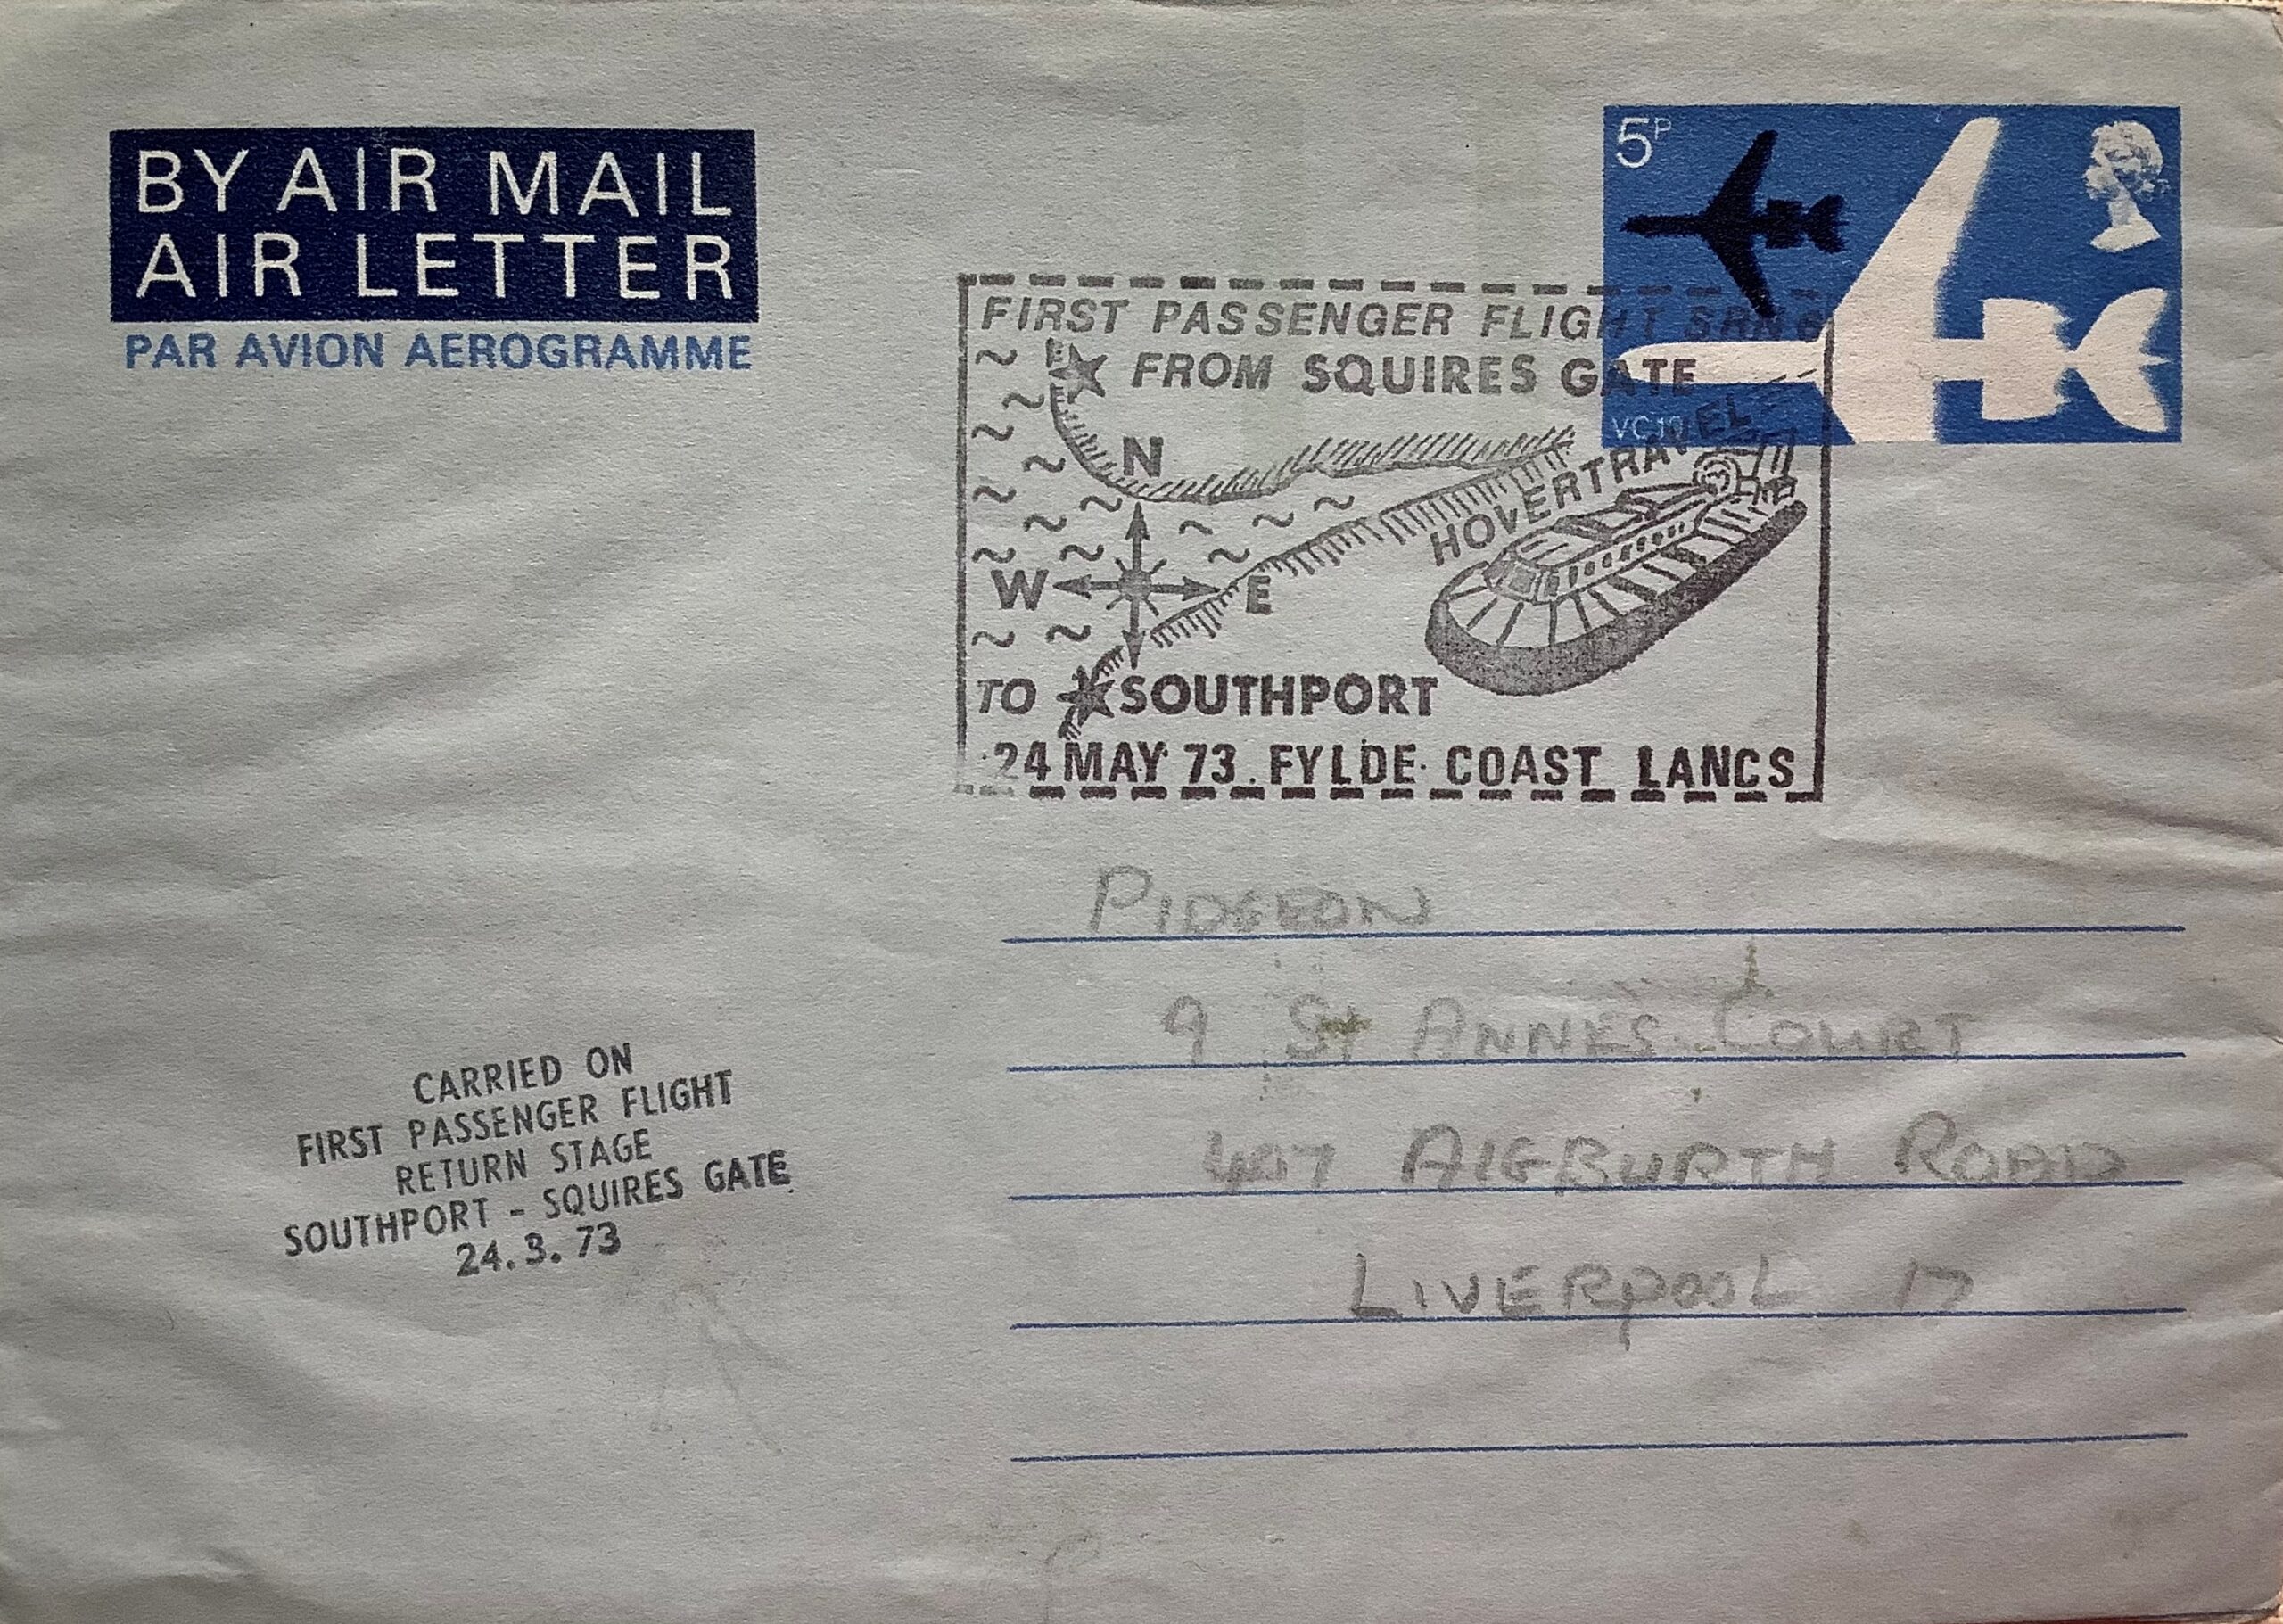 BY AIR MAIL
AIR LETTER
PAR AVION AEROGRAMME
5P
VC10
FIRST PASSENGER FLIGHT SRN6
FROM SQUIRES GATE
HOVERTRAVEL
N
W E
TO SOUTHPORT
24 MAY 73. FYLDE COAST LANCS
PIDGEON
9 St ANNES COURT
407 AIGBURTH ROAD
LIVERPOOL 17
CARRIED ON
FIRST PASSENGER FLIGHT
RETURN STAGE
SOUTHPORT - SQUIRES GATE
24.3.73